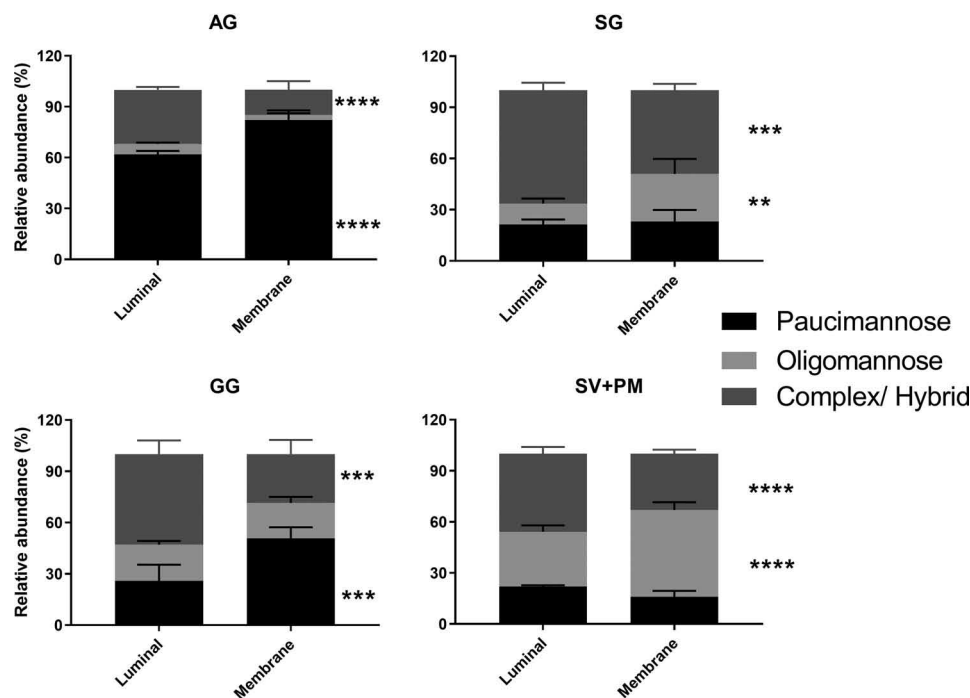 AG
Relative abundance (%)
120
90
60
30
0
****
****
Luminal
Membrane
SG
120
90
60
30
0
***
**
Luminal
Membrane
Paucimannose
Oligomannose
Complex/ Hybrid
GG
Relative abundance (%)
120
90
60
30
0
***
***
Luminal
Membrane
SV+PM
120
90
60
30
0
****
****
Luminal
Membrane